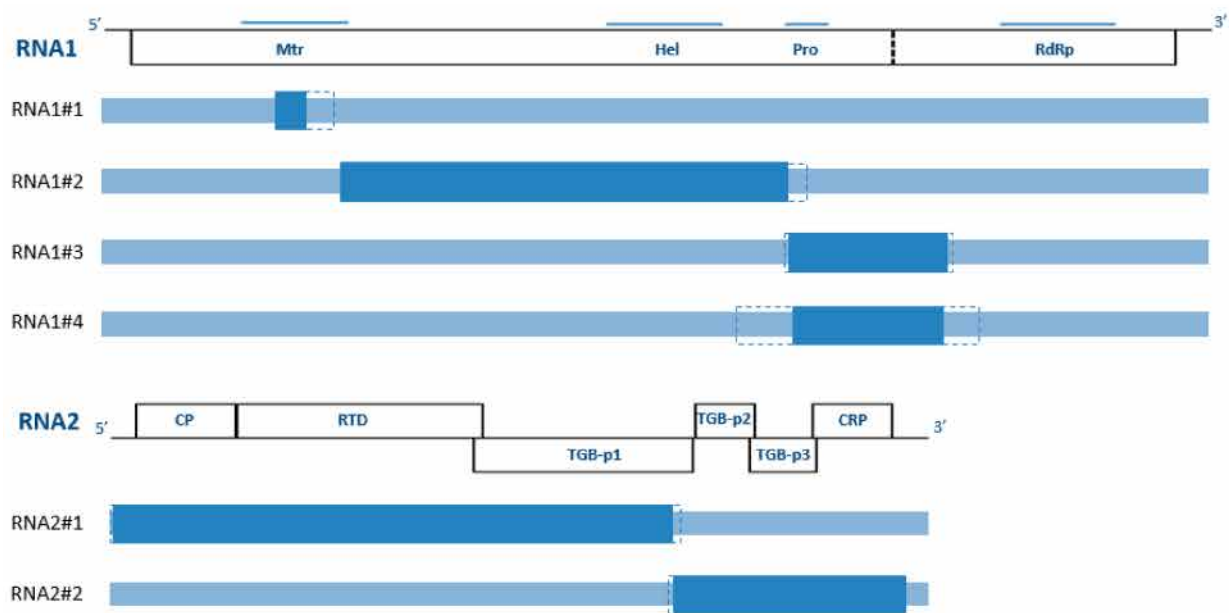 5′ 3′
RNA1 Mtr Hel Pro RdRp
RNA1#1
RNA1#2
RNA1#3
RNA1#4
CP RTD TGB-p2 CRP
RNA2 5′ 3′
TGB-p1 TGB-p3
RNA2#1
RNA2#2